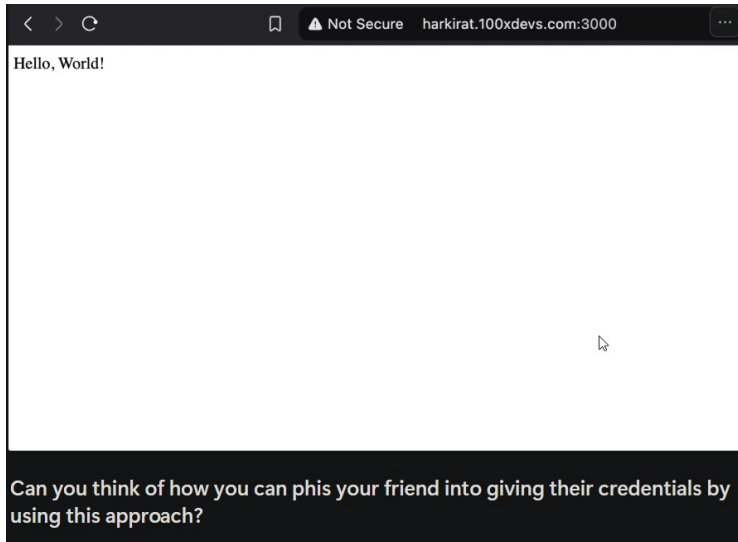 Not Secure harkirat.100xdevs.com:3000
Hello, World!
Can you think of how you can phis your friend into giving their credentials by
using this approach?